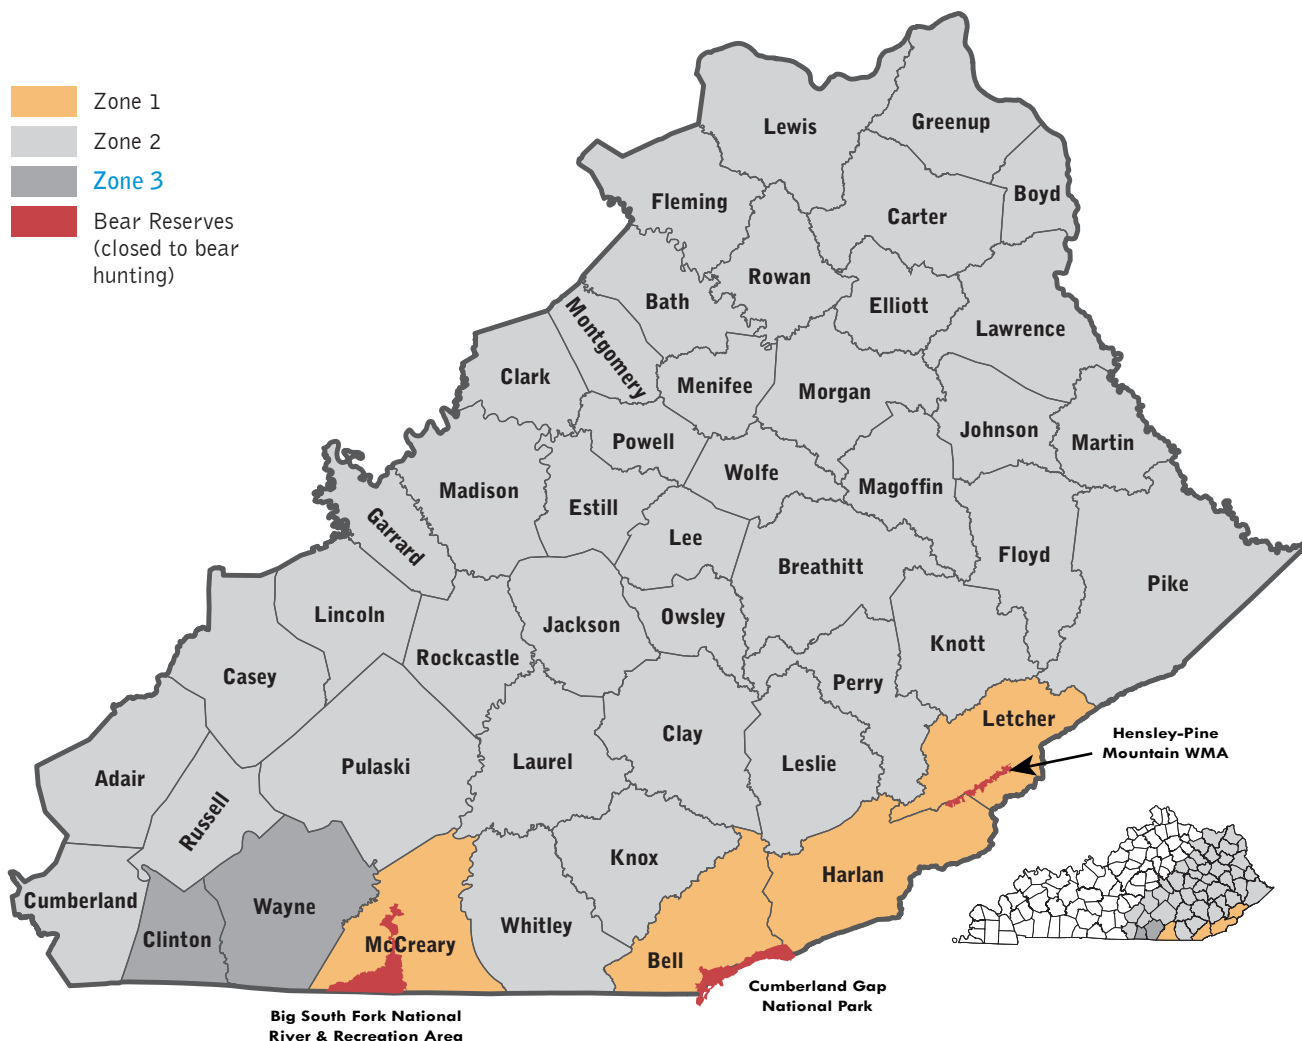 Zone 1
Zone 2
Zone 3
Bear Reserves
(closed to bear
hunting)
Lewis
Greenup
Boyd
Fleming
Carter
Rowan
Bath
Elliott
Lawrence
Montgomery
Clark
Menifee
Morgan
Johnson
Martin
Powell
Wolfe
Magoffin
Madison
Estill
Garrard
Lee
Breathitt
Floyd
Pike
Lincoln
Jackson
Owsley
Knott
Rockcastle
Casey
Perry
Letcher
Clay
Hensley-Pine
Mountain WMA
Adair
Pulaski
Laurel
Leslie
Russell
Knox
Harlan
Cumberland
Wayne
Whitley
Clinton
McCreary
Bell
Cumberland Gap
National Park
Big South Fork National
River & Recreation Area